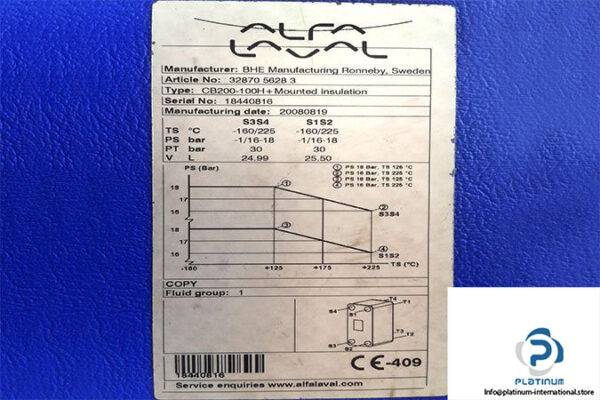 ALFA
LAVAL
Manufacturer: BHE Manufacturing Ronneby, Sweden
Article No: 32870 5628 3
Type: CB200-100H + Mounted insulation
Serial No: 18440816
Manufacturing date: 20080819
S3S4 S1S2
TS °C -160/225 -160/225
PS bar -1/16-18 -1/16-18
PT bar 30 30
V L 24.99 25.50
PS (Bar)
1 PS 18 Bar, TS 125 °C
2 PS 16 Bar, TS 225 °C
3 PS 18 Bar, TS 125 °C
4 PS 16 Bar, TS 225 °C
18 1
17
16 2
S3S4
18 3
17
16 4
S1S2
-160 +125 +175 +225 TS (°C)
COPY
Fluid group: 1
T4
S4 S1 T1
T3
S3 S2 T2
18440816
CE-409
Service enquiries www.alfalaval.com
PLATINUM
INTERNATIONAL
Info@platinum-international.store